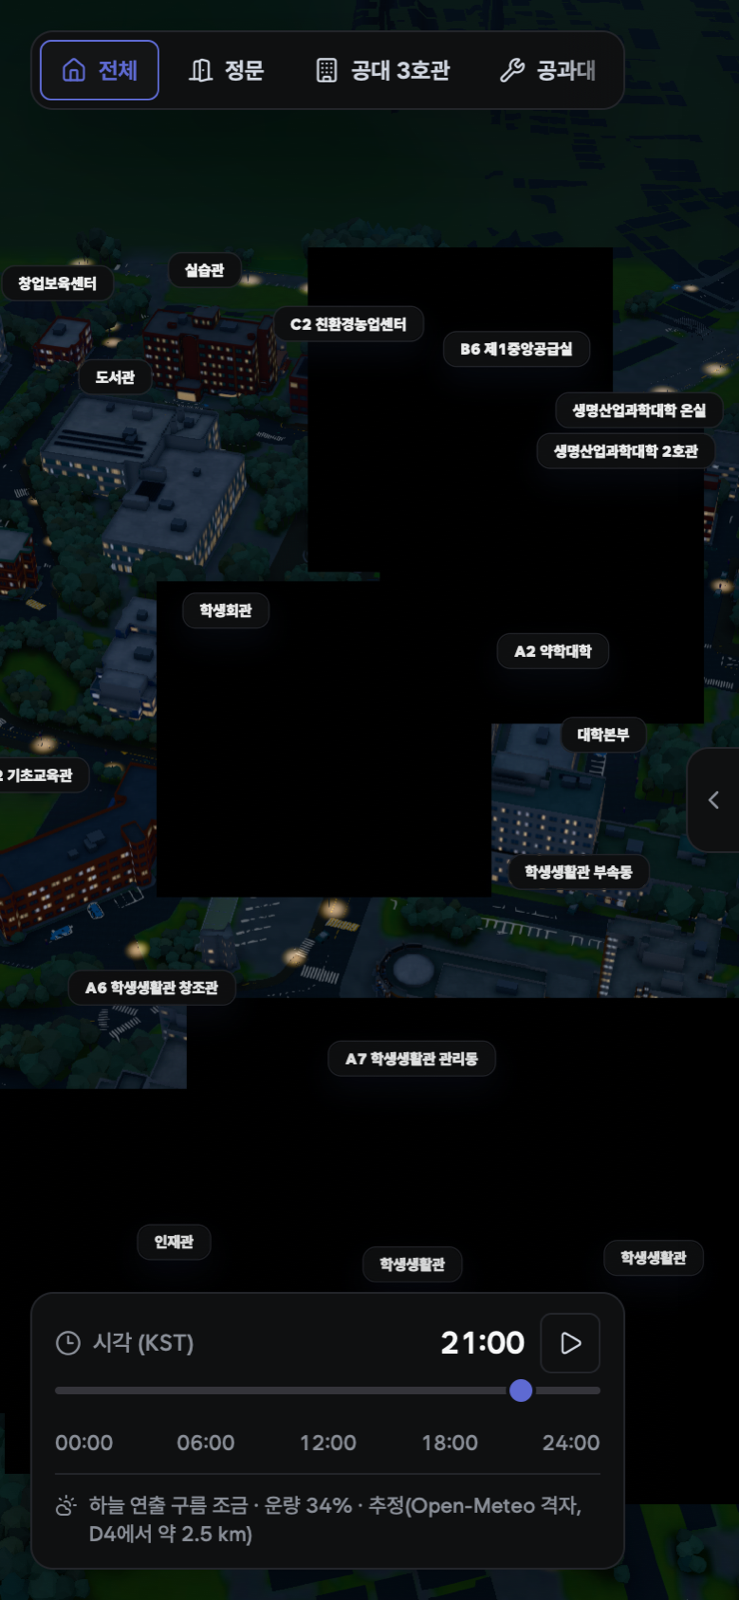 전체
정문
공대 3호관
공과대
창업보육센터
실습관
C2 친환경농업센터
B6 제1중앙공급실
도서관
생명산업과학대학 온실
생명산업과학대학 2호관
학생회관
A2 약학대학
대학본부
2 기초교육관
학생생활관 부속동
A6 학생생활관 창조관
A7 학생생활관 관리동
인재관
학생생활관
학생생활관
시각 (KST)
21:00
00:00
06:00
12:00
18:00
24:00
하늘 연출 구름 조금 · 운량 34% · 추정(Open-Meteo 격자,
D4에서 약 2.5 km)